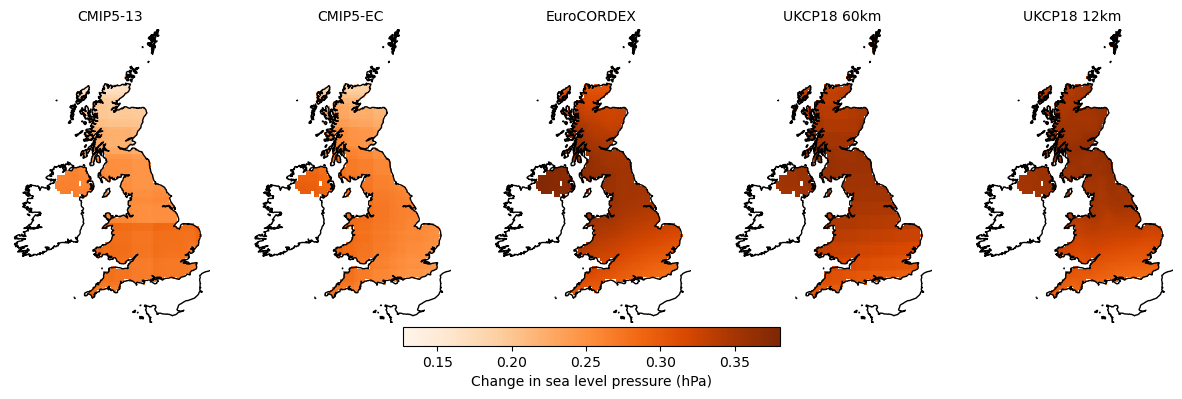 CMIP5-13 CMIP5-EC EuroCORDEX UKCP18 60km UKCP18 12km
0.15 0.20 0.25 0.30 0.35
Change in sea level pressure (hPa)